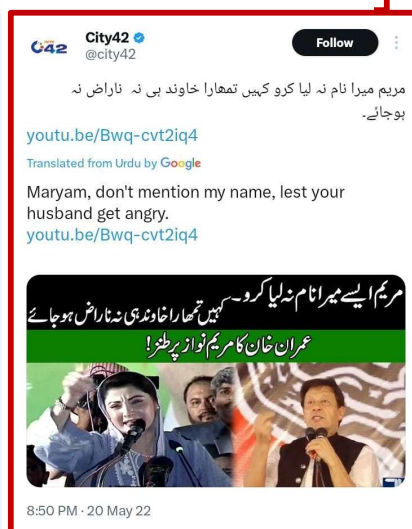 City42
@city42
Follow
مریم میرا نام نہ لیا کرو کہیں تمھارا خاوند ہی نہ ناراض نہ
ہوجائے۔
youtu.be/Bwq-cvt2iq4
Translated from Urdu by Google
Maryam, don't mention my name, lest your
husband get angry.
youtu.be/Bwq-cvt2iq4
مریم ایسے میرا نام نہ لیا کرو۔
کہیں تمھارا خاوند ہی نہ ناراض ہوجائے
عمران خان کا مریم نواز پر طنز!
8:50 PM · 20 May 22